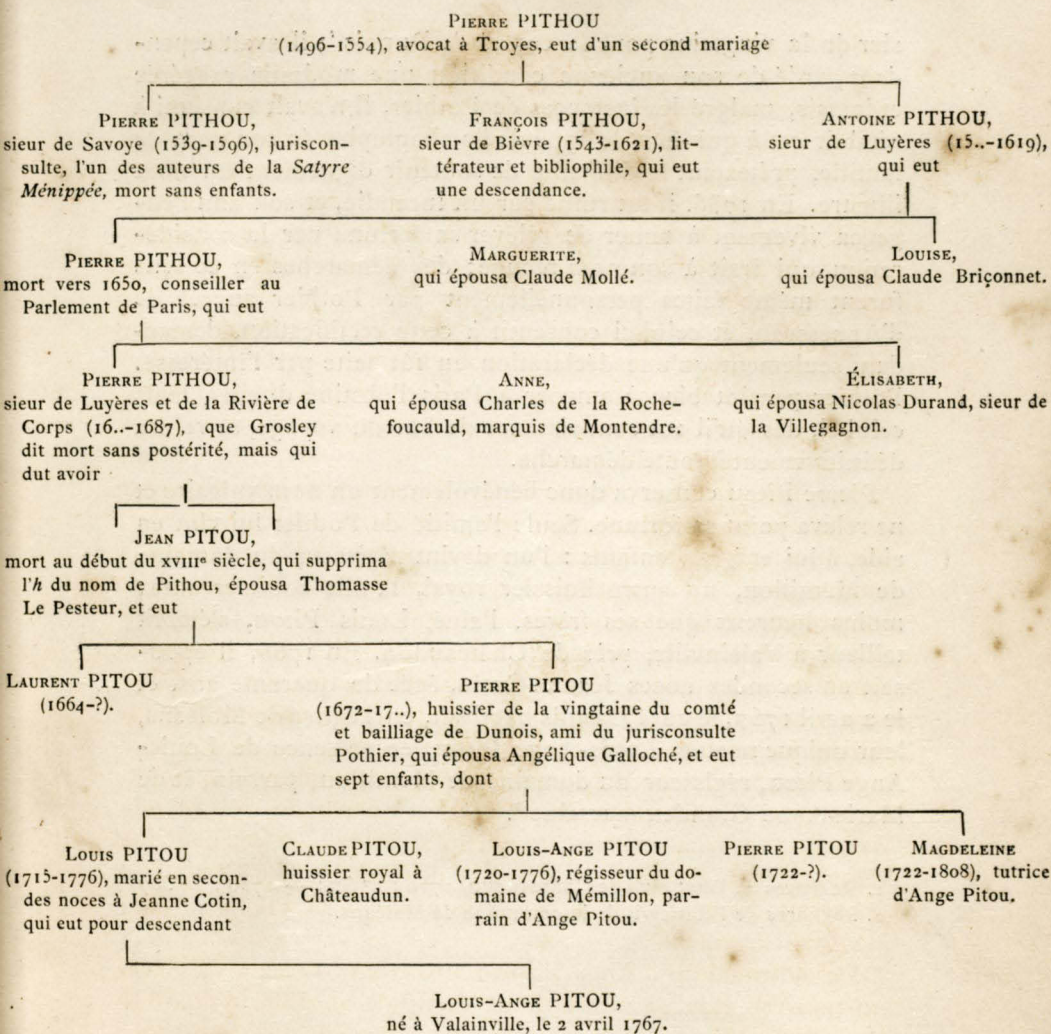 PIERRE PITHOU
(1496-1554), avocat à Troyes, eut d'un second mariage
PIERRE PITHOU,
sieur de Savoye (1539-1596), juriscon-
sulte, l'un des auteurs de la Satyre
Ménippée, mort sans enfants.
FRANÇOIS PITHOU,
sieur de Bièvre (1543-1621), lit-
térateur et bibliophile, qui eut
une descendance.
ANTOINE PITHOU,
sieur de Luyères (15..-1619),
qui eut
PIERRE PITHOU,
mort vers 1650, conseiller au
Parlement de Paris, qui eut
MARGUERITE,
qui épousa Claude Mollé.
LOUISE,
qui épousa Claude Briçonnet.
PIERRE PITHOU,
sieur de Luyères et de la Rivière de
Corps (16..-1687), que Grosley
dit mort sans postérité, mais qui
dut avoir
ANNE,
qui épousa Charles de la Roche-
foucauld, marquis de Montendre.
ÉLISABETH,
qui épousa Nicolas Durand, sieur de
la Villegagnon.
JEAN PITOU,
mort au début du XVIIIe siècle, qui supprima
l'h du nom de Pithou, épousa Thomasse
Le Pesteur, et eut
LAURENT PITOU
(1664-?).
PIERRE PITOU
(1672-17..), huissier de la vingtaine du comté
et bailliage de Dunois, ami du jurisconsulte
Pothier, qui épousa Angélique Galloché, et eut
sept enfants, dont
LOUIS PITOU
(1715-1776), marié en secon-
des noces à Jeanne Cotin,
qui eut pour descendant
CLAUDE PITOU,
huissier royal à
Châteaudun.
LOUIS-ANGE PITOU
(1720-1776), régisseur du do-
maine de Mémillon, par-
rain d'Ange Pitou.
PIERRE PITOU
(1722-?).
MAGDELEINE
(1722-1808), tutrice
d'Ange Pitou.
LOUIS-ANGE PITOU,
né à Valainville, le 2 avril 1767.